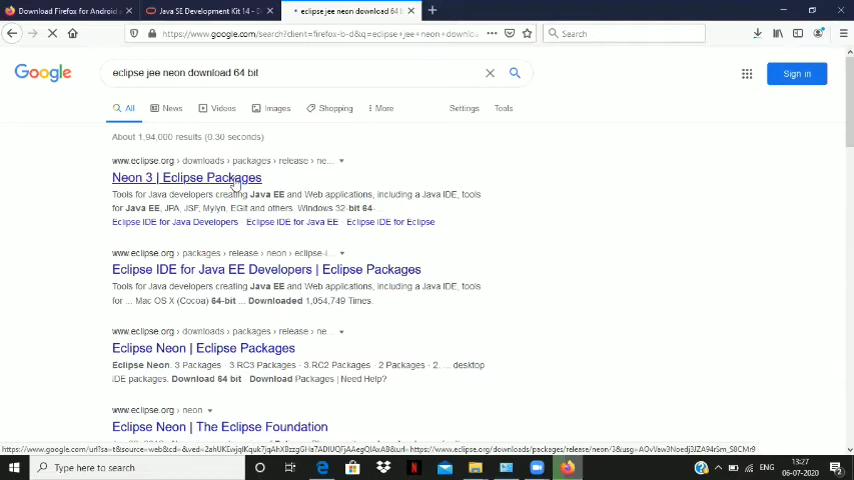 Download Firefox for Android
Java SE Development Kit 14 - D
eclipse jee neon download 64 b
https://www.google.com/search?client=firefox-b-d&q=eclipse+jee+neon+downlo
Search
Google
eclipse jee neon download 64 bit
Sign in
All News Videos Images Shopping More Settings Tools
About 1,94,000 results (0.30 seconds)
www.eclipse.org › downloads › packages › release › ne...
Neon 3 | Eclipse Packages
Tools for Java developers creating Java EE and Web applications, including a Java IDE, tools
for Java EE, JPA, JSF, Mylyn, EGit and others. Windows 32-bit 64-
Eclipse IDE for Java Developers · Eclipse IDE for Java EE · Eclipse IDE for Eclipse
www.eclipse.org › packages › release › neon › eclipse-i...
Eclipse IDE for Java EE Developers | Eclipse Packages
Tools for Java developers creating Java EE and Web applications, including a Java IDE, tools
for ... Mac OS X (Cocoa) 64-bit ... Downloaded 1,054,749 Times.
www.eclipse.org › downloads › packages › release › ne...
Eclipse Neon | Eclipse Packages
Eclipse Neon. 3 Packages · 3.RC3 Packages · 3.RC2 Packages · 2 Packages · 2. ... desktop
IDE packages. Download 64 bit · Download Packages | Need Help?
www.eclipse.org › neon
Eclipse Neon | The Eclipse Foundation
Type here to search
ENG
13:27
06-07-2020